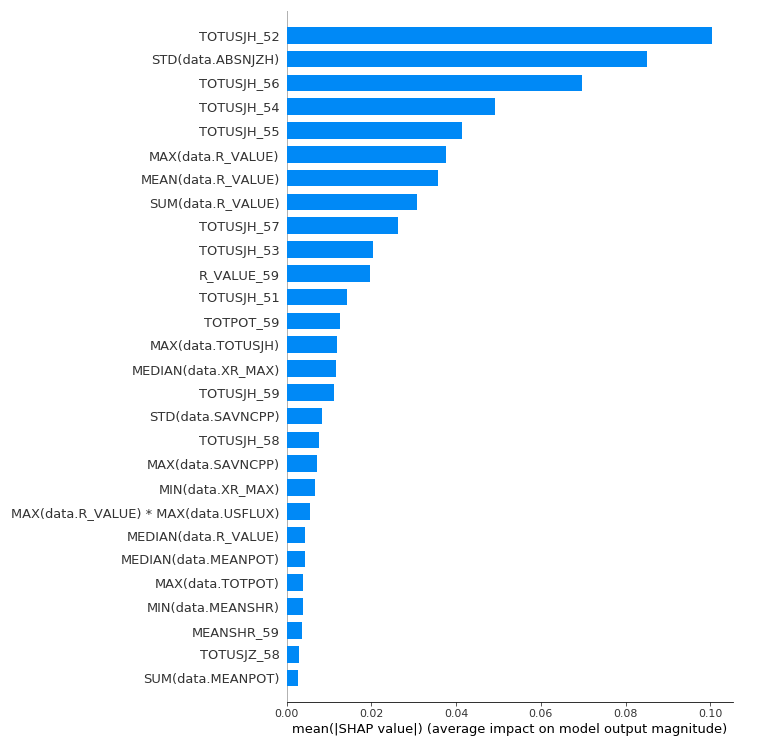 TOTUSJH_52
STD(data.ABSNJZH)
TOTUSJH_56
TOTUSJH_54
TOTUSJH_55
MAX(data.R_VALUE)
MEAN(data.R_VALUE)
SUM(data.R_VALUE)
TOTUSJH_57
TOTUSJH_53
R_VALUE_59
TOTUSJH_51
TOTPOT_59
MAX(data.TOTUSJH)
MEDIAN(data.XR_MAX)
TOTUSJH_59
STD(data.SAVNCPP)
TOTUSJH_58
MAX(data.SAVNCPP)
MIN(data.XR_MAX)
MAX(data.R_VALUE) * MAX(data.USFLUX)
MEDIAN(data.R_VALUE)
MEDIAN(data.MEANPOT)
MAX(data.TOTPOT)
MIN(data.MEANSHR)
MEANSHR_59
TOTUSJZ_58
SUM(data.MEANPOT)
0.00 0.02 0.04 0.06 0.08 0.10
mean(|SHAP value|) (average impact on model output magnitude)